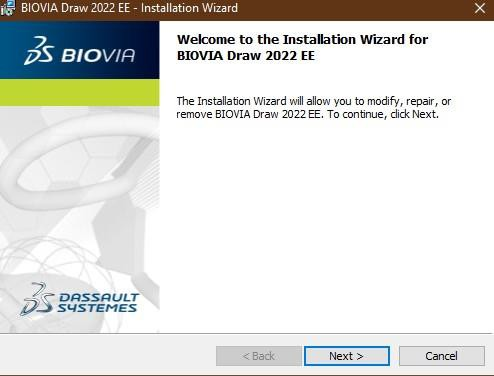 BIOVIA Draw 2022 EE - Installation Wizard
BIOVIA
Welcome to the Installation Wizard for
BIOVIA Draw 2022 EE
The Installation Wizard will allow you to modify, repair, or
remove BIOVIA Draw 2022 EE. To continue, click Next.
DASSAULT
SYSTEMES
< Back
Next >
Cancel